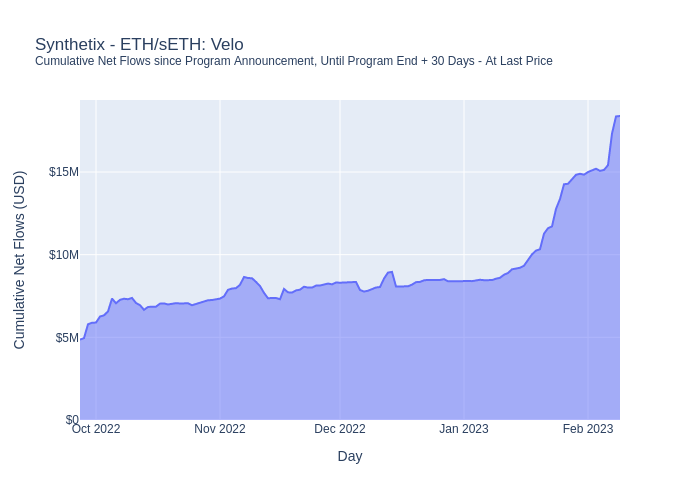 Synthetix - ETH/sETH: Velo
Cumulative Net Flows since Program Announcement, Until Program End + 30 Days - At Last Price
Cumulative Net Flows (USD)
$15M
$10M
$5M
$0
Oct 2022
Nov 2022
Dec 2022
Jan 2023
Feb 2023
Day